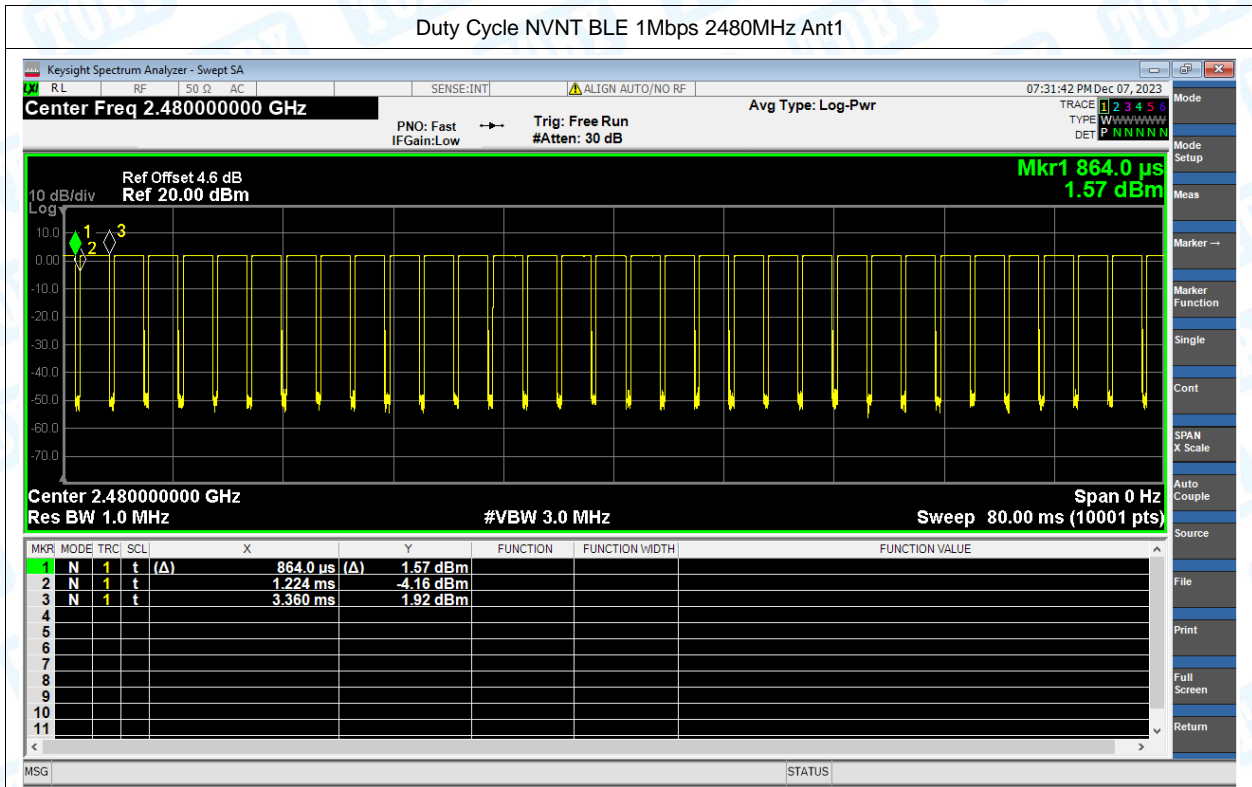 Duty Cycle NVNT BLE 1Mbps 2480MHz Ant1
Keysight Spectrum Analyzer - Swept SA
LXI RL RF 50 Ω AC SENSE:INT ALIGN AUTO/NO RF 07:31:42 PM Dec 07, 2023
Center Freq 2.480000000 GHz Avg Type: Log-Pwr TRACE 1 2 3 4 5 6
PNO: Fast Trig: Free Run TYPE WWWWWW
IFGain:Low #Atten: 30 dB DET P N N N N N
Mode
Mode Setup
Meas
Marker →
Marker Function
Single
Cont
SPAN X Scale
Auto Couple
Source
File
Print
Full Screen
Return
Mkr1 864.0 µs
1.57 dBm
Ref Offset 4.6 dB
10 dB/div Ref 20.00 dBm
Log
10.0
0.00
-10.0
-20.0
-30.0
-40.0
-50.0
-60.0
-70.0
1
2
3
Center 2.480000000 GHz Span 0 Hz
Res BW 1.0 MHz #VBW 3.0 MHz Sweep 80.00 ms (10001 pts)
MKR MODE TRC SCL X Y FUNCTION FUNCTION WIDTH FUNCTION VALUE
1 N 1 t (Δ) 864.0 µs (Δ) 1.57 dBm
2 N 1 t 1.224 ms -4.16 dBm
3 N 1 t 3.360 ms 1.92 dBm
4
5
6
7
8
9
10
11
MSG STATUS
TOBY